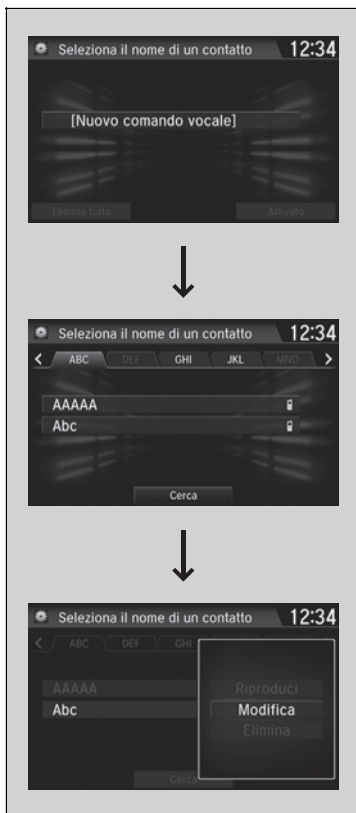 Seleziona il nome di un contatto 12:34
[Nuovo comando vocale]
Elimina tutto Attivato
Seleziona il nome di un contatto 12:34
ABC DEF GHI JKL MNO
AAAAA
Abc
Cerca
Seleziona il nome di un contatto 12:34
ABC DEF GHI
AAAAA Riproduci
Abc Modifica
Elimina
Cerca